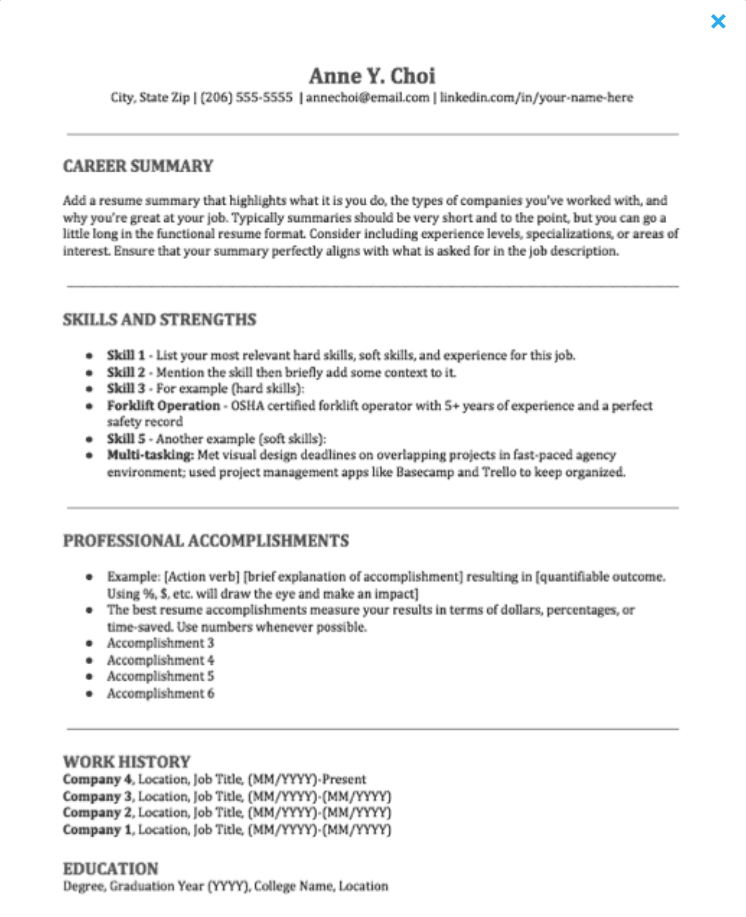 Anne Y. Choi
City, State Zip | (206) 555-5555 | annechoi@email.com | linkedin.com/in/your-name-here
CAREER SUMMARY
Add a resume summary that highlights what it is you do, the types of companies you've worked with, and
why you're great at your job. Typically summaries should be very short and to the point, but you can go a
little long in the functional resume format. Consider including experience levels, specializations, or areas of
interest. Ensure that your summary perfectly aligns with what is asked for in the job description.
SKILLS AND STRENGTHS
● Skill 1 - List your most relevant hard skills, soft skills, and experience for this job.
● Skill 2 - Mention the skill then briefly add some context to it.
● Skill 3 - For example (hard skills):
● Forklift Operation - OSHA certified forklift operator with 5+ years of experience and a perfect
safety record
● Skill 5 - Another example (soft skills):
● Multi-tasking: Met visual design deadlines on overlapping projects in fast-paced agency
environment; used project management apps like Basecamp and Trello to keep organized.
PROFESSIONAL ACCOMPLISHMENTS
● Example: [Action verb] [brief explanation of accomplishment] resulting in [quantifiable outcome.
Using %, $, etc. will draw the eye and make an impact]
● The best resume accomplishments measure your results in terms of dollars, percentages, or
time-saved. Use numbers whenever possible.
● Accomplishment 3
● Accomplishment 4
● Accomplishment 5
● Accomplishment 6
WORK HISTORY
Company 4, Location, Job Title, (MM/YYYY)-Present
Company 3, Location, Job Title, (MM/YYYY)-(MM/YYYY)
Company 2, Location, Job Title, (MM/YYYY)-(MM/YYYY)
Company 1, Location, Job Title, (MM/YYYY)-(MM/YYYY)
EDUCATION
Degree, Graduation Year (YYYY), College Name, Location